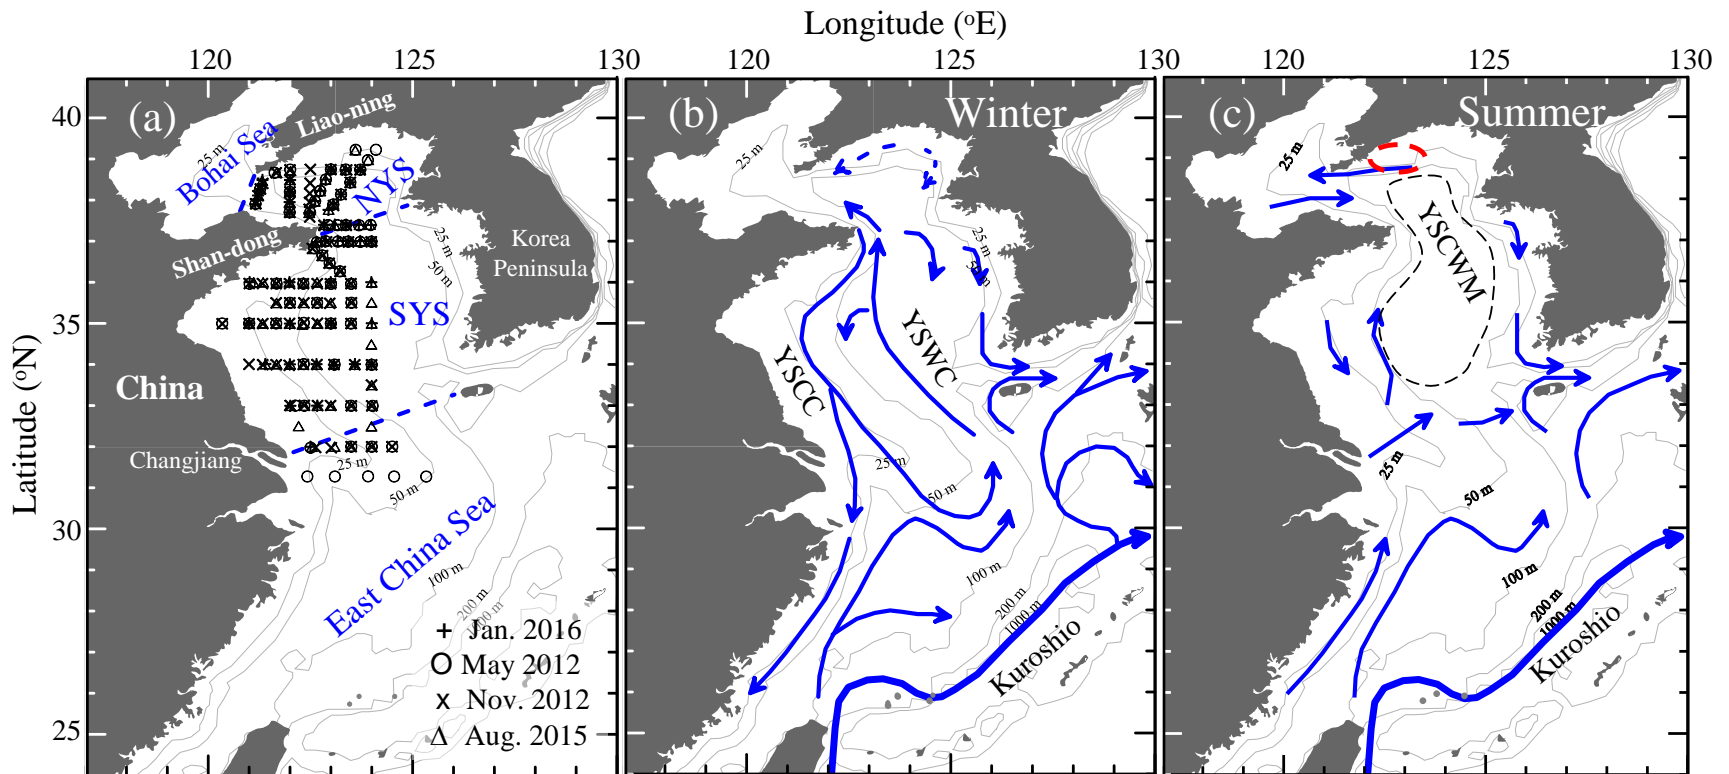 Longitude (°E)
120 125 130
120 125 130
120 125 130
Latitude (°N)
40
35
30
25
(a)
Liao-ning
Bohai Sea
25 m
NYS
Shan-dong
25 m
50 m
Korea
Peninsula
SYS
China
Changjiang
25 m
50 m
East China Sea
100 m
200 m
1000 m
+ Jan. 2016
O May 2012
x Nov. 2012
Δ Aug. 2015
(b)
Winter
25 m
25 m
50 m
YSWC
YSCC
25 m
50 m
100 m
200 m
1000 m
Kuroshio
(c)
Summer
25 m
YSCWM
25 m
50 m
100 m
200 m
1000 m
Kuroshio